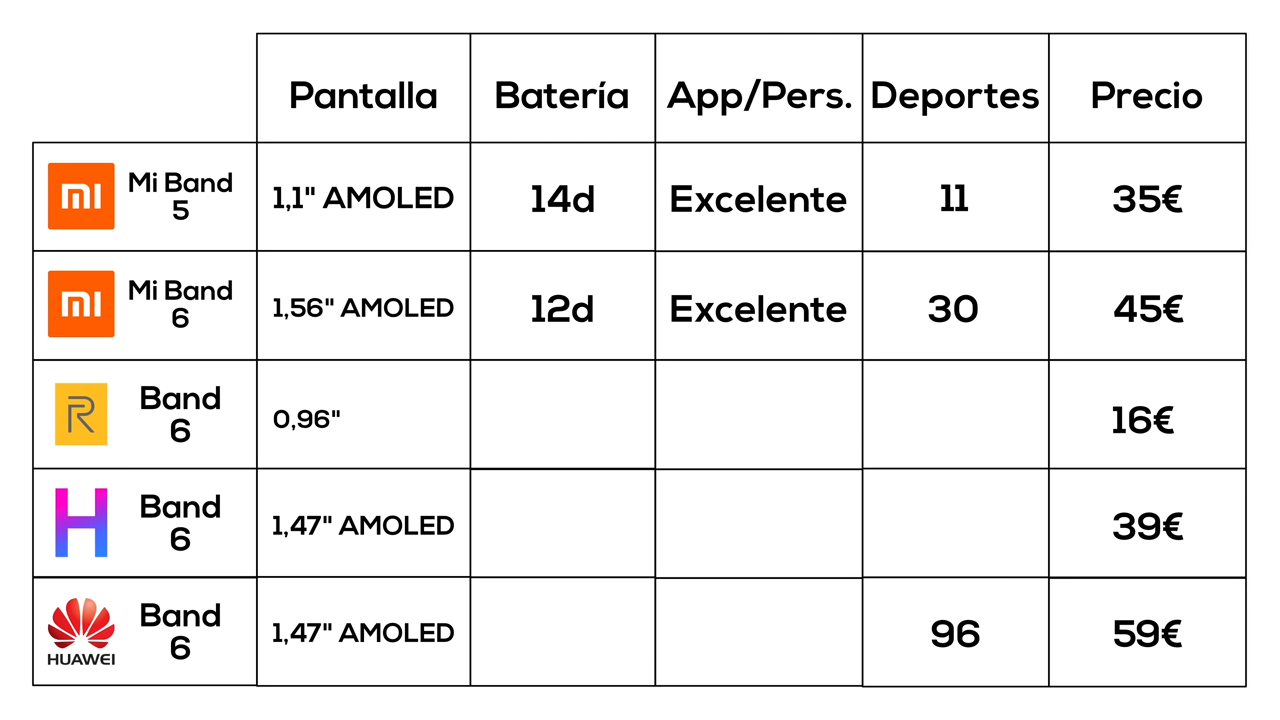 Pantalla Batería App/Pers. Deportes Precio
mi Mi Band 5 1,1" AMOLED 14d Excelente 11 35€
mi Mi Band 6 1,56" AMOLED 12d Excelente 30 45€
R Band 6 0,96" 16€
H Band 6 1,47" AMOLED 39€
HUAWEI Band 6 1,47" AMOLED 96 59€